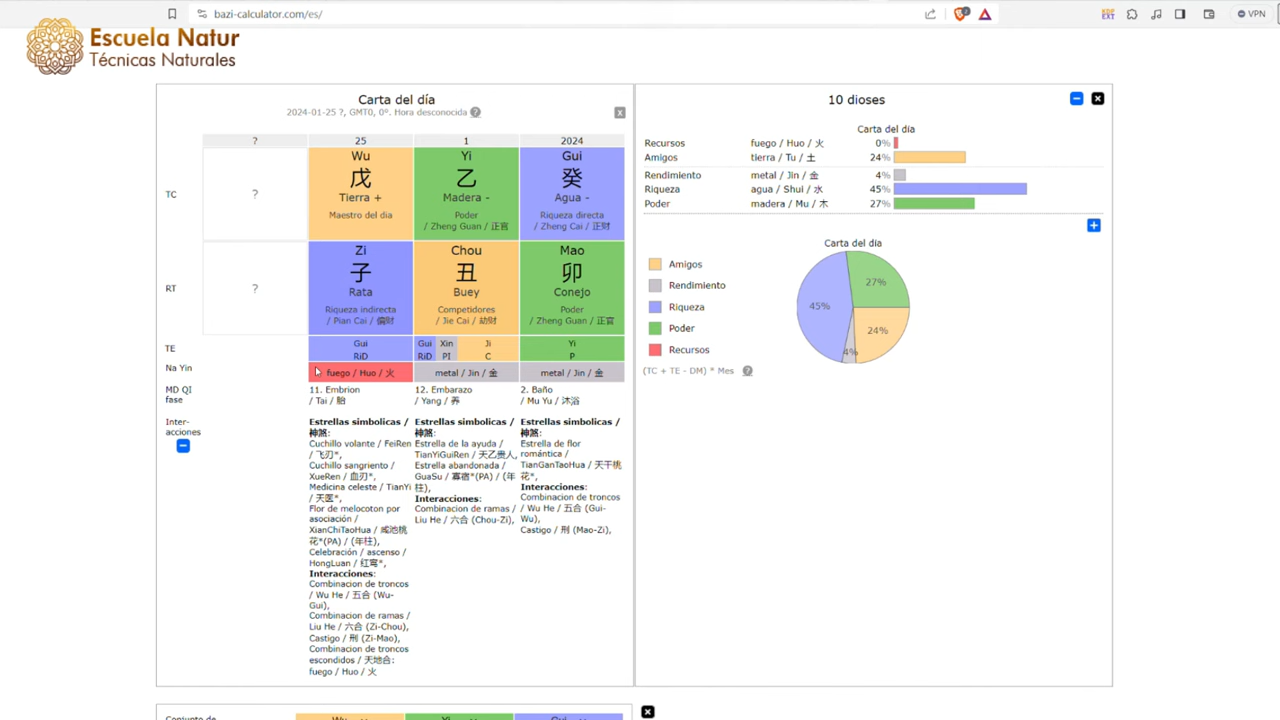 bazi-calculator.com/es/
VPN
Escuela Natur
Técnicas Naturales
Carta del día
2024-01-25 ?, GMT0, 0º. Hora desconocida ?
x
? 25 1 2024
TC
?
Wu
戊
Tierra +
Maestro del dia
Yi
乙
Madera -
Poder
/ Zheng Guan / 正官
Gui
癸
Agua -
Riqueza directa
/ Zheng Cai / 正财
RT
?
Zi
子
Rata
Riqueza indirecta
/ Pian Cai / 偏财
Chou
丑
Buey
Competidores
/ Jie Cai / 劫财
Mao
卯
Conejo
Poder
/ Zheng Guan / 正官
TE
Gui
RiD
Gui
RiD
Xin
PI
Ji
C
Yi
P
Na Yin
fuego / Huo / 火
metal / Jin / 金
metal / Jin / 金
MD QI
fase
11. Embrion
/ Tai / 胎
12. Embarazo
/ Yang / 养
2. Baño
/ Mu Yu / 沐浴
Inter-
acciones
Estrellas simbolicas /
神煞:
Cuchillo volante / FeiRen
/ 飞刃*,
Cuchillo sangriento /
XueRen / 血刃*,
Medicina celeste / TianYi
/ 天医*,
Flor de melocoton por
asociación /
XianChiTaoHua / 咸池桃
花*(PA) / (年柱),
Celebración / ascenso /
HongLuan / 红鸾*,
Interacciones:
Combinacion de troncos
/ Wu He / 五合 (Wu-
Gui),
Combinacion de ramas /
Liu He / 六合 (Zi-Chou),
Castigo / 刑 (Zi-Mao),
Combinacion de troncos
escondidos / 天地合:
fuego / Huo / 火
Estrellas simbolicas /
神煞:
Estrella de la ayuda /
TianYiGuiRen / 天乙贵人,
Estrella abandonada /
GuaSu / 寡宿*(PA) / (年
柱),
Interacciones:
Combinacion de ramas /
Liu He / 六合 (Chou-Zi),
Estrellas simbolicas /
神煞:
Estrella de flor
romántica /
TianGanTaoHua / 天干桃
花*,
Interacciones:
Combinacion de troncos
/ Wu He / 五合 (Gui-
Wu),
Castigo / 刑 (Mao-Zi),
10 dioses
Carta del día
Recursos fuego / Huo / 火 0%
Amigos tierra / Tu / 土 24%
Rendimiento metal / Jin / 金 4%
Riqueza agua / Shui / 水 45%
Poder madera / Mu / 木 27%
Carta del día
Amigos
Rendimiento
Riqueza
Poder
Recursos
27%
45%
24%
4%
(TC + TE - DM) * Mes ?
Conjunto de
Wu
Yi
Gui